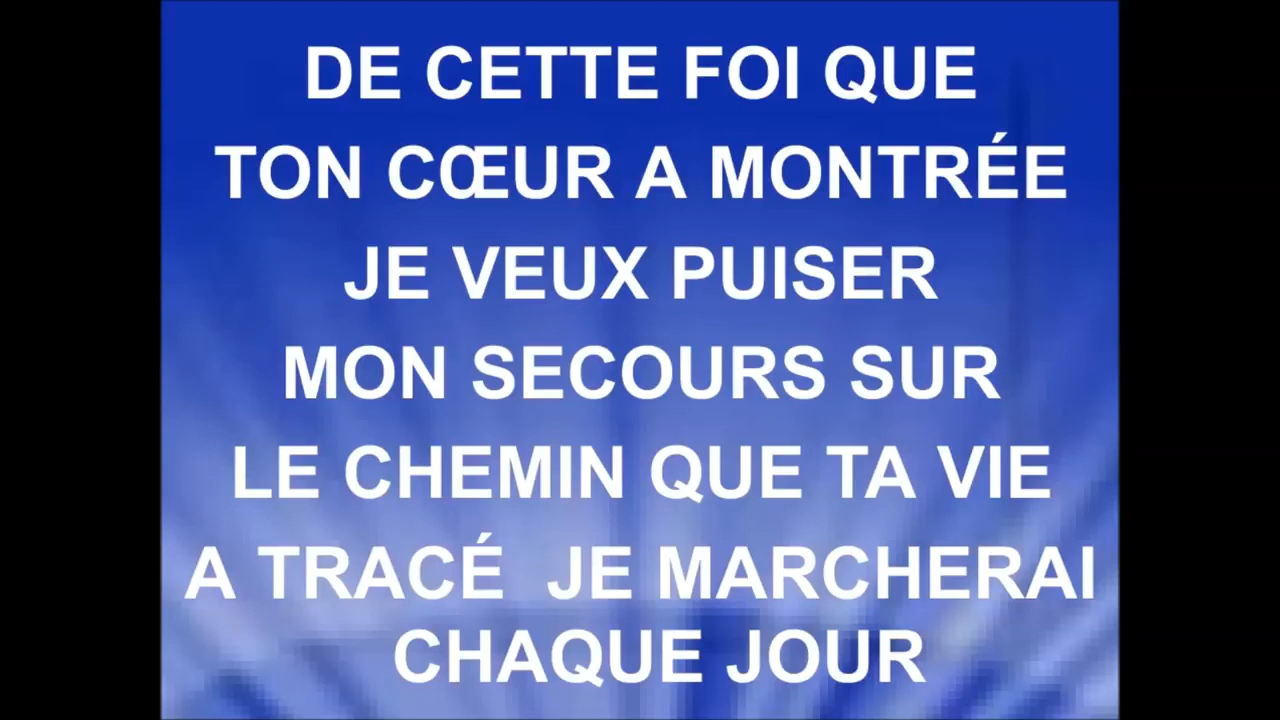 DE CETTE FOI QUE
TON CŒUR A MONTRÉE
JE VEUX PUISER
MON SECOURS SUR
LE CHEMIN QUE TA VIE
A TRACÉ  JE MARCHERAI
CHAQUE JOUR